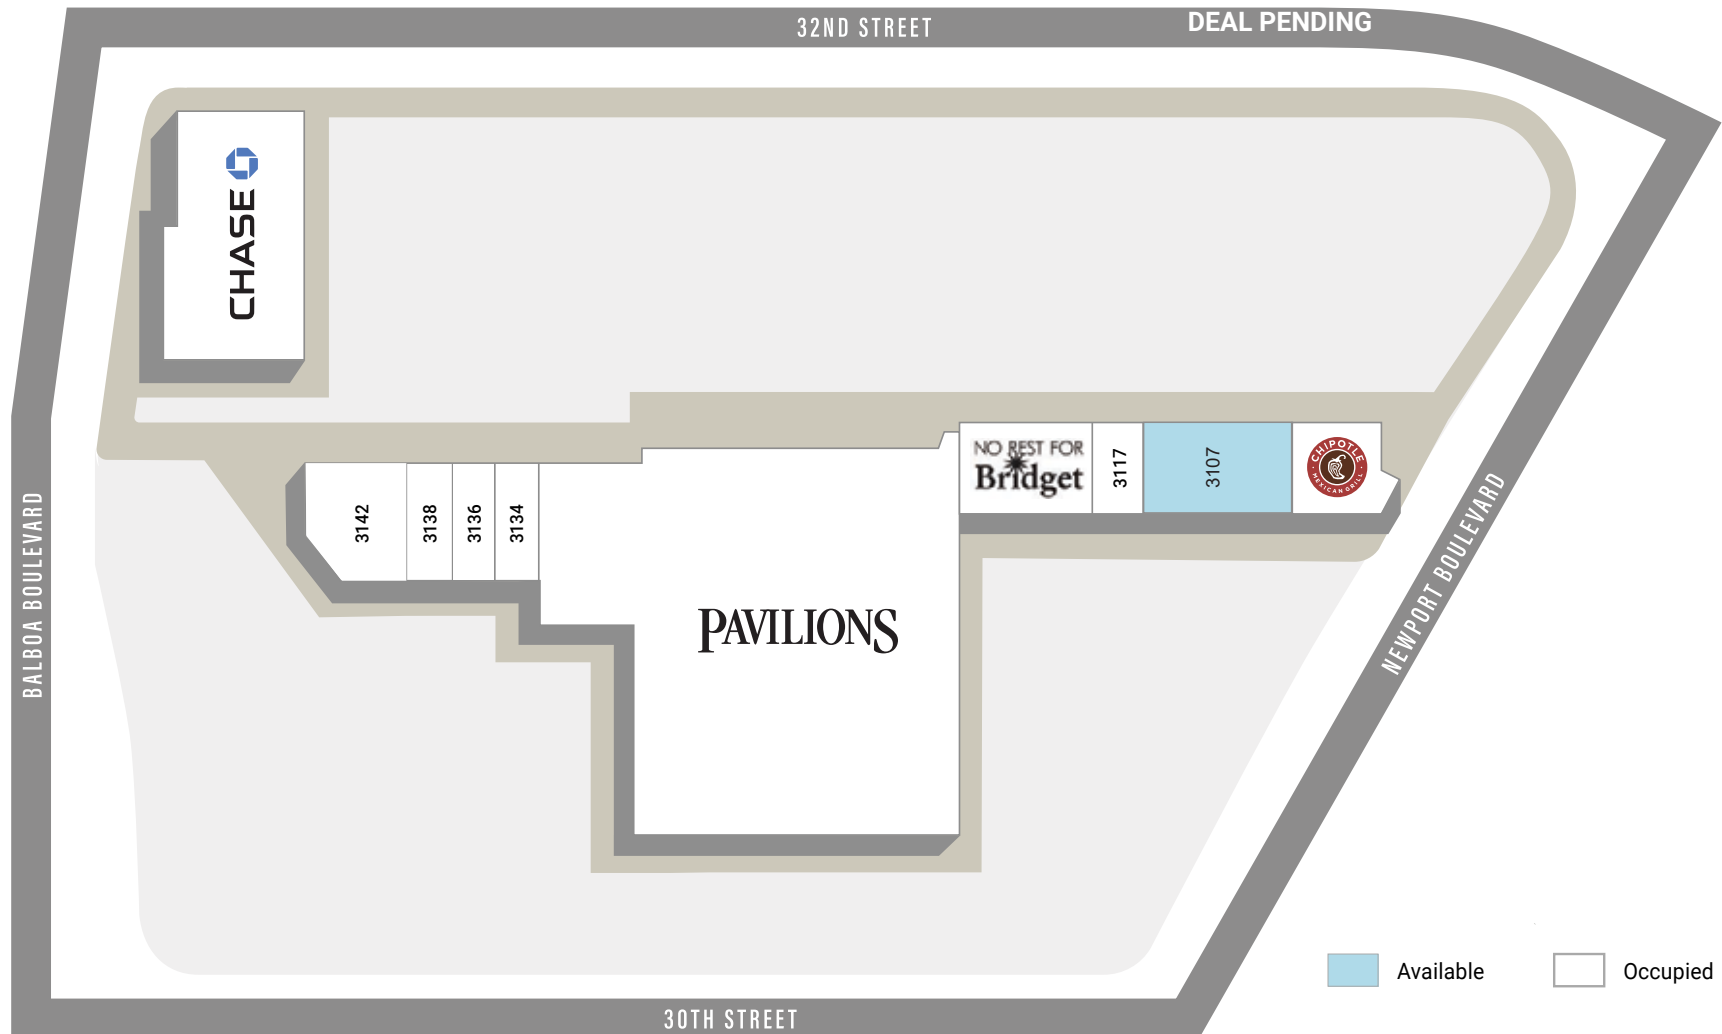 32ND STREET
DEAL PENDING
CHASE
NO REST FOR
Bridget
3117
3107
CHIPOTLE
MEXICAN GRILL
3142
3138
3136
3134
PAVILIONS
BALBOA BOULEVARD
NEWPORT BOULEVARD
Available
Occupied
30TH STREET